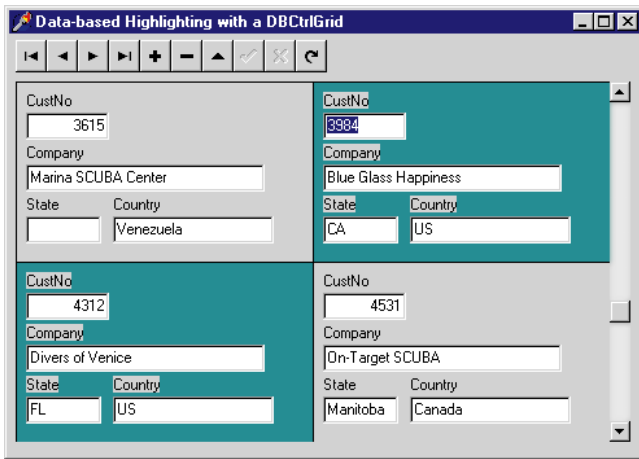 Data-based Highlighting with a DBCtrlGrid
CustNo
3615
Company
Marina SCUBA Center
State Country
Venezuela
CustNo
3984
Company
Blue Glass Happiness
State Country
CA US
CustNo
4312
Company
Divers of Venice
State Country
FL US
CustNo
4531
Company
On-Target SCUBA
State Country
Manitoba Canada